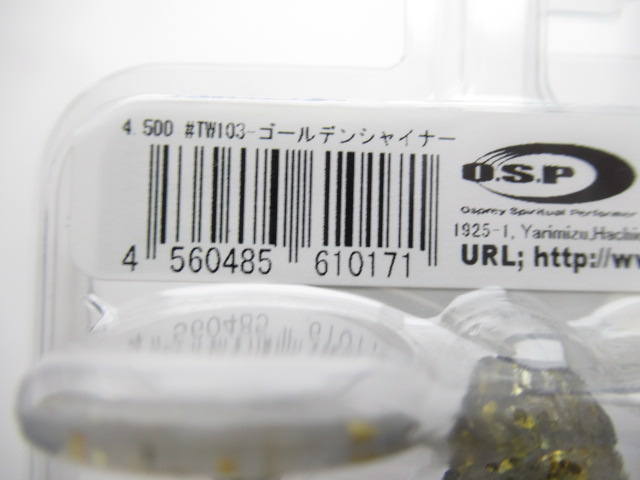 4.500 #TW103-ゴールデンシャイナー
O.S.P
Osprey Spiritual Performer
1925-1, Yarimizu,Hachi
4 560485 610171
URL; http://w